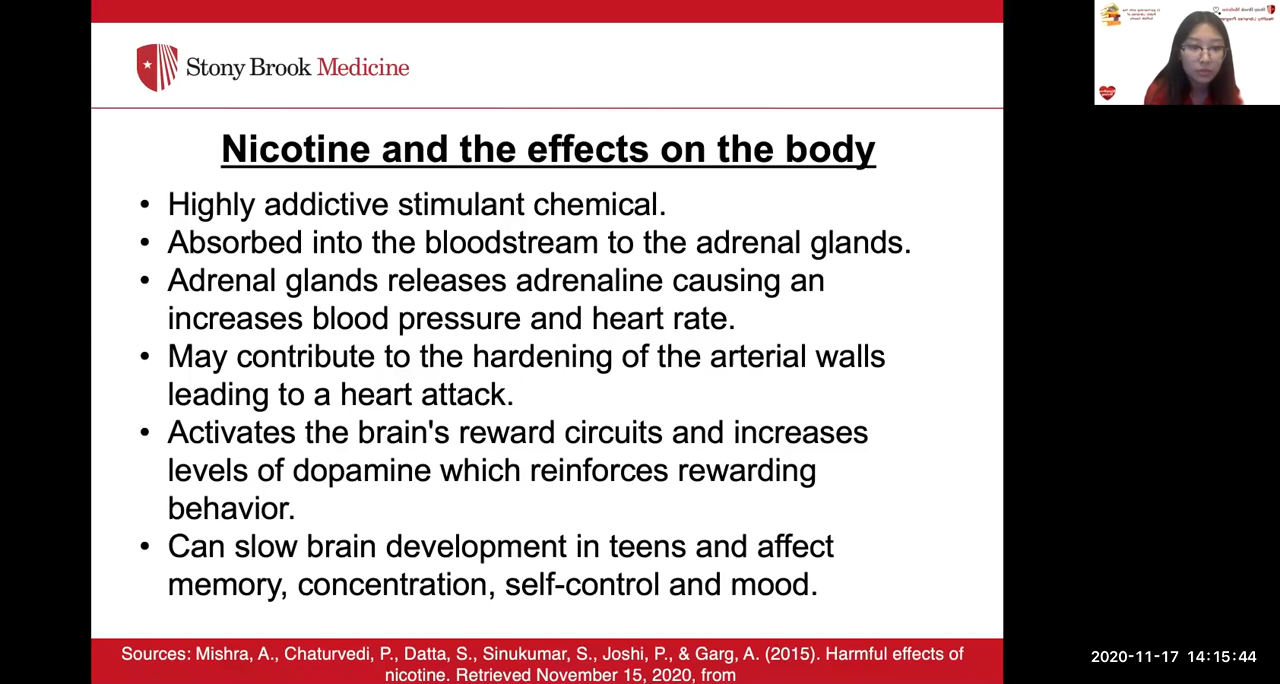 Stony Brook Medicine
Nicotine and the effects on the body
• Highly addictive stimulant chemical.
• Absorbed into the bloodstream to the adrenal glands.
• Adrenal glands releases adrenaline causing an
increases blood pressure and heart rate.
• May contribute to the hardening of the arterial walls
leading to a heart attack.
• Activates the brain's reward circuits and increases
levels of dopamine which reinforces rewarding
behavior.
• Can slow brain development in teens and affect
memory, concentration, self-control and mood.
Sources: Mishra, A., Chaturvedi, P., Datta, S., Sinukumar, S., Joshi, P., & Garg, A. (2015). Harmful effects of
nicotine. Retrieved November 15, 2020, from
Stony Brook Medicine
2020-11-17 14:15:44